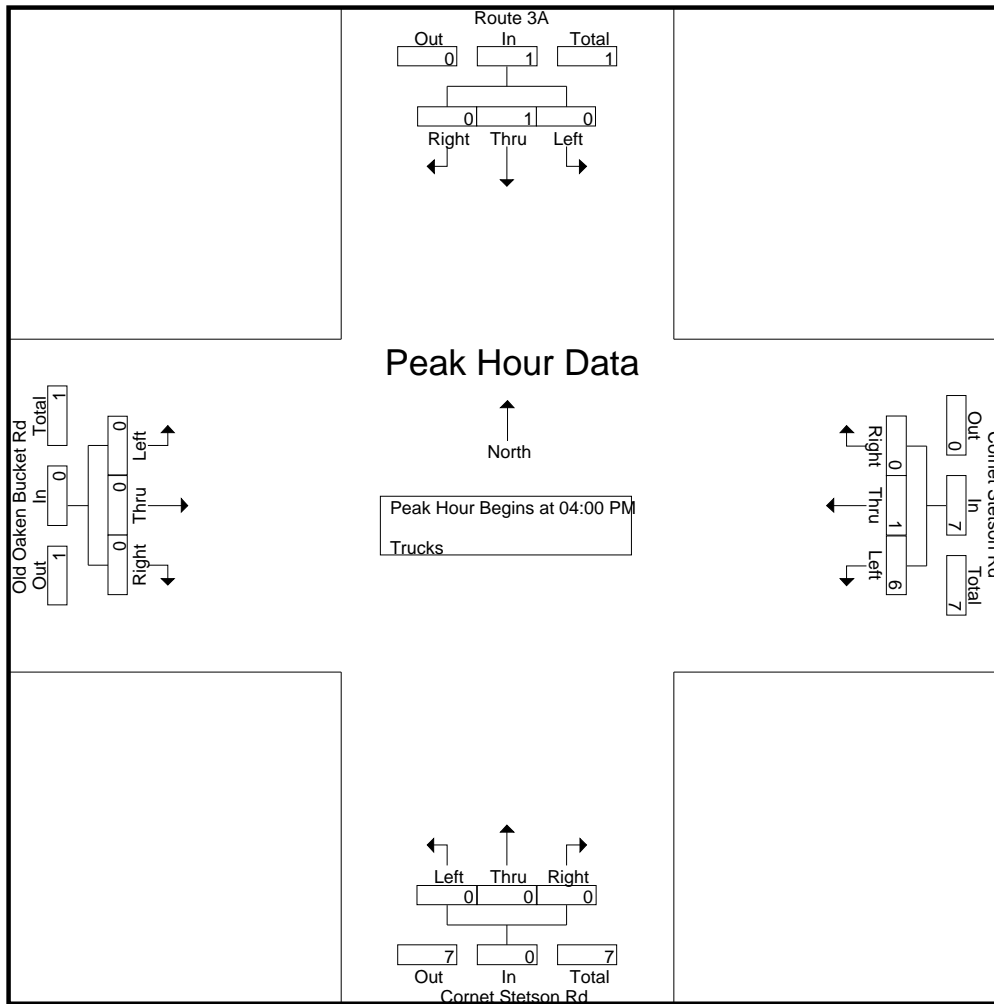 Route 3A
Out In Total
0 1 1
0 1 0
Right Thru Left
Peak Hour Data
North
Peak Hour Begins at 04:00 PM
Trucks
Old Oaken Bucket Rd
Out In Total
1 0 1
0 0 0
Left Thru Right
Cornet Stetson Rd
Out In Total
0 7 7
0 1 6
Right Thru Left
Left Thru Right
0 0 0
7 0 7
Out In Total
Cornet Stetson Rd